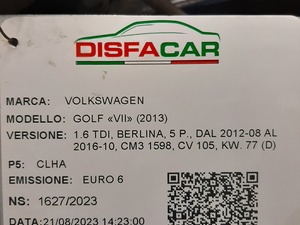 DISFACAR
MARCA: VOLKSWAGEN
MODELLO: GOLF «VII» (2013)
VERSIONE: 1.6 TDI, BERLINA, 5 P., DAL 2012-08 AL
2016-10, CM3 1598, CV 105, KW. 77 (D)
P5: CLHA
EMISSIONE: EURO 6
NS: 1627/2023
DATA:21/08/2023 14:23:00